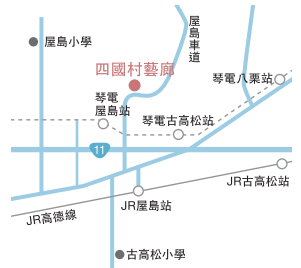 屋島小學
屋島車道
四國村藝廊
琴電八栗站
琴電
屋島站
琴電古高松站
11
JR古高松站
JR屋島站
JR高德線
古高松小學